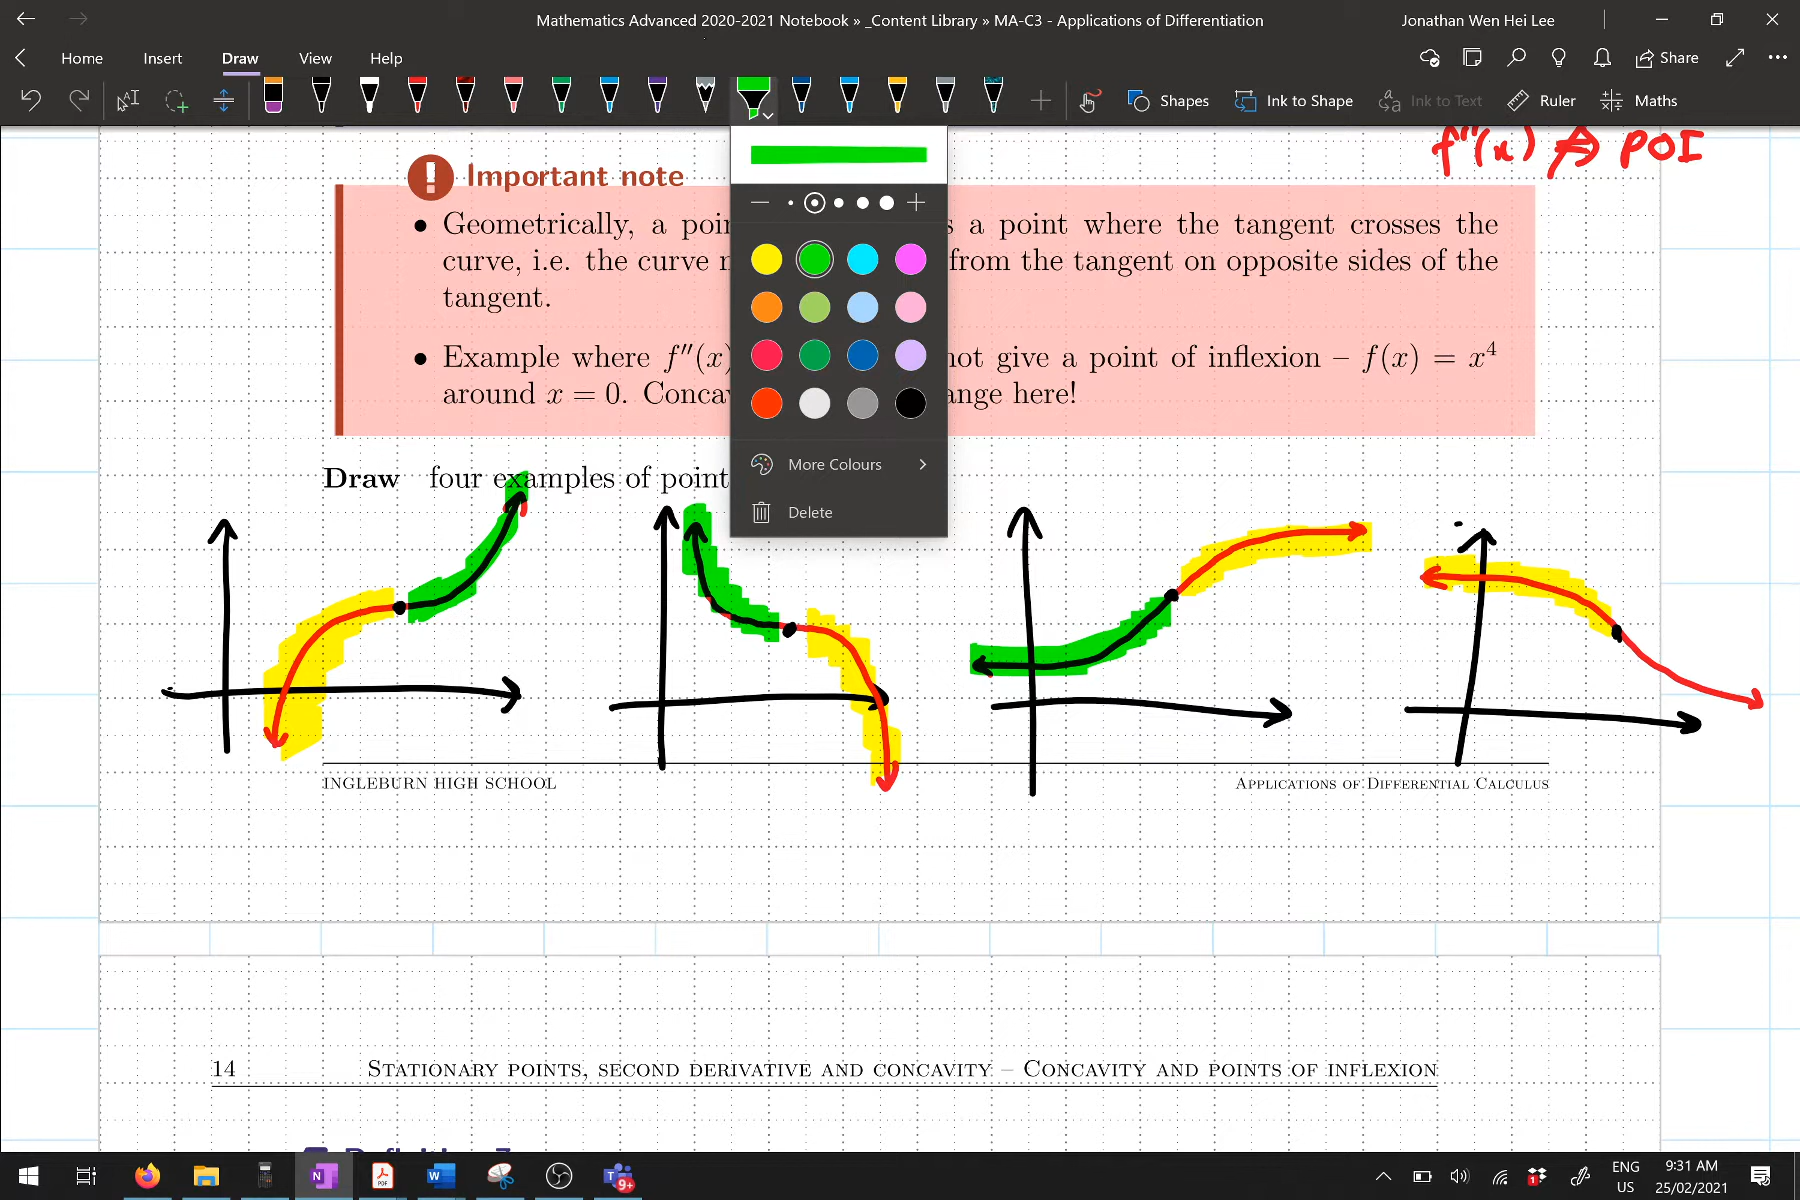 Mathematics Advanced 2020-2021 Notebook » _Content Library » MA-C3 - Applications of Differentiation
Jonathan Wen Hei Lee
Home Insert Draw View Help
Share
Shapes Ink to Shape Ink to Text Ruler Maths
f''(x) ⇏ POI
Important note
Geometrically, a a point where the tangent crosses the
curve, i.e. the curve from the tangent on opposite sides of the
tangent.
Example where f''(x) give a point of inflexion – f(x) = x⁴
around x = 0. here!
Draw four examples of point
More Colours
Delete
INGLEBURN HIGH SCHOOL
APPLICATIONS OF DIFFERENTIAL CALCULUS
14 STATIONARY POINTS, SECOND DERIVATIVE AND CONCAVITY – CONCAVITY AND POINTS OF INFLEXION
9+
1
ENG
US
9:31 AM
25/02/2021